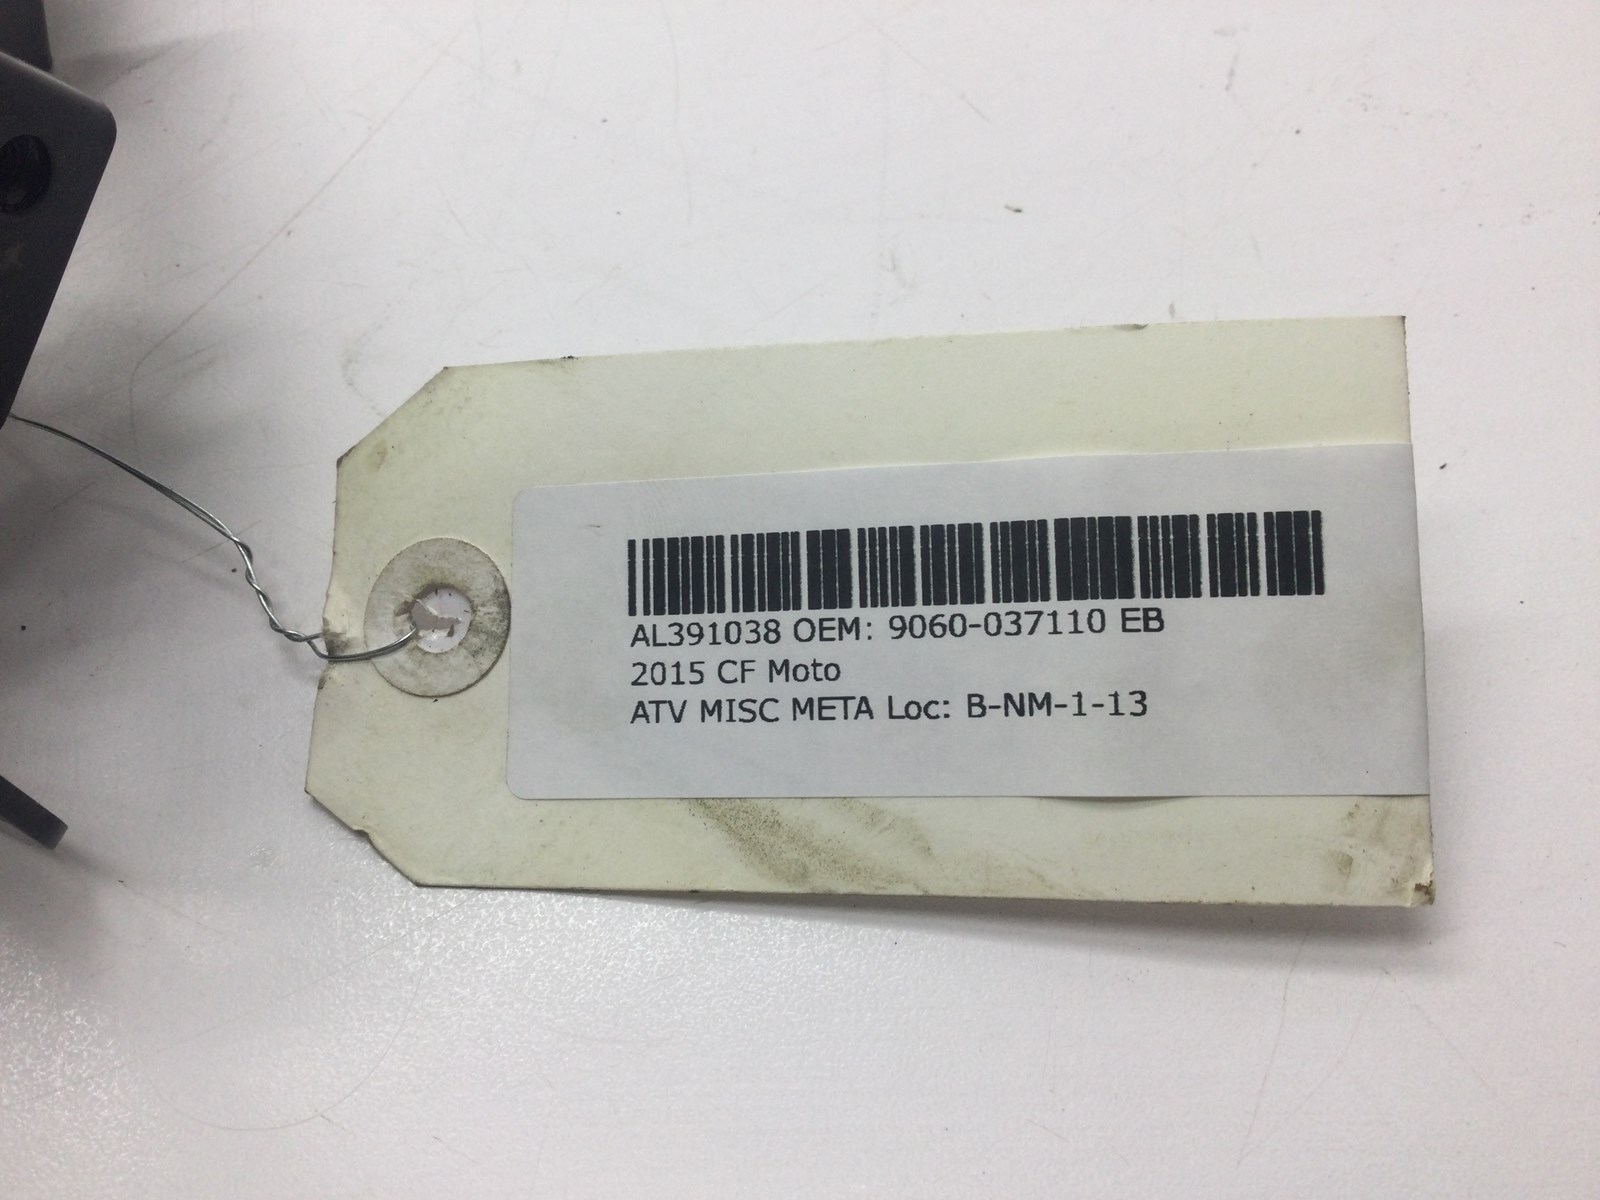 AL391038 OEM: 9060-037110 EB
2015 CF Moto
ATV MISC META Loc: B-NM-1-13